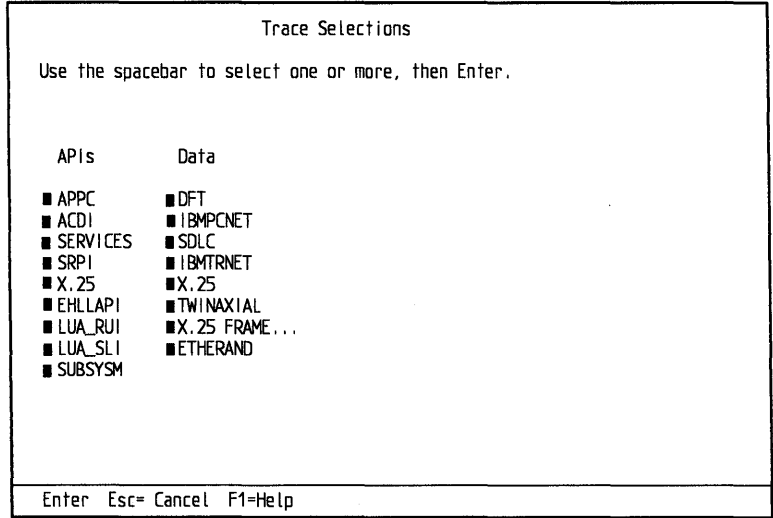 Trace Selections
Use the spacebar to select one or more, then Enter.
APIs Data
APPC DFT
ACDI IBMPCNET
SERVICES SDLC
SRPI IBMTRNET
X.25 X.25
EHLLAPI TWINAXIAL
LUA_RUI X.25 FRAME...
LUA_SLI ETHERAND
SUBSYSM
Enter Esc= Cancel F1=Help